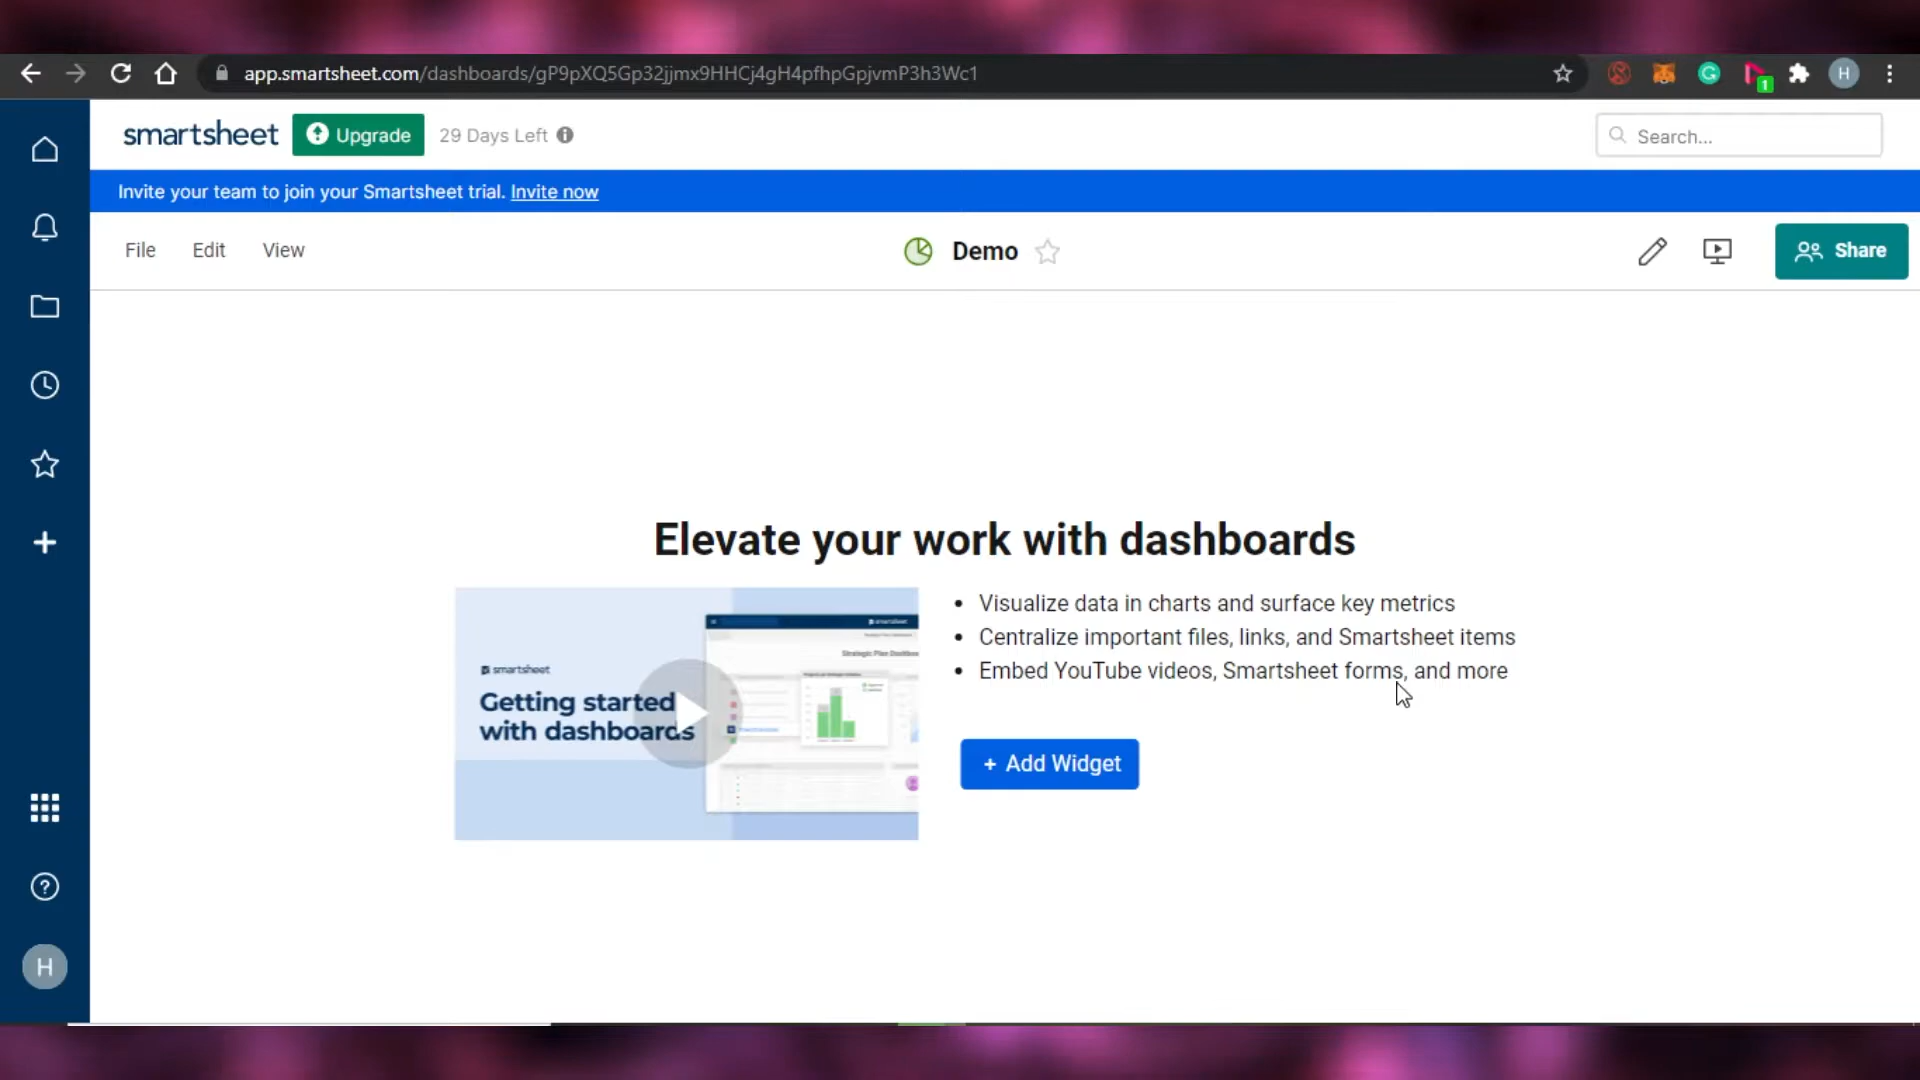 app.smartsheet.com/dashboards/gP9pXQ5Gp32jjmx9HHCj4gH4pfhpGpjvmP3h3Wc1
H
1
smartsheet
Upgrade
29 Days Left
Search...
Invite your team to join your Smartsheet trial. Invite now
File
Edit
View
Demo
Share
Elevate your work with dashboards
smartsheet
Getting started
with dashboards
smartsheet
• Visualize data in charts and surface key metrics
• Centralize important files, links, and Smartsheet items
• Embed YouTube videos, Smartsheet forms, and more
+ Add Widget
H